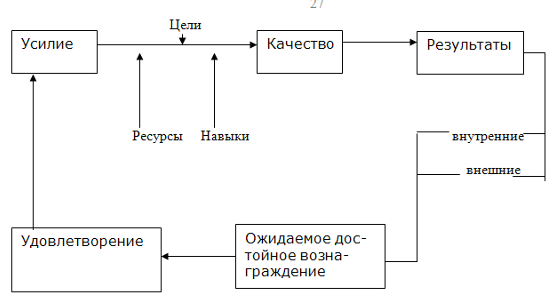 27
Цели
Усилие
Качество
Результаты
Ресурсы
Навыки
внутренние
внешние
Удовлетворение
Ожидаемое дос-
тойное возна-
граждение